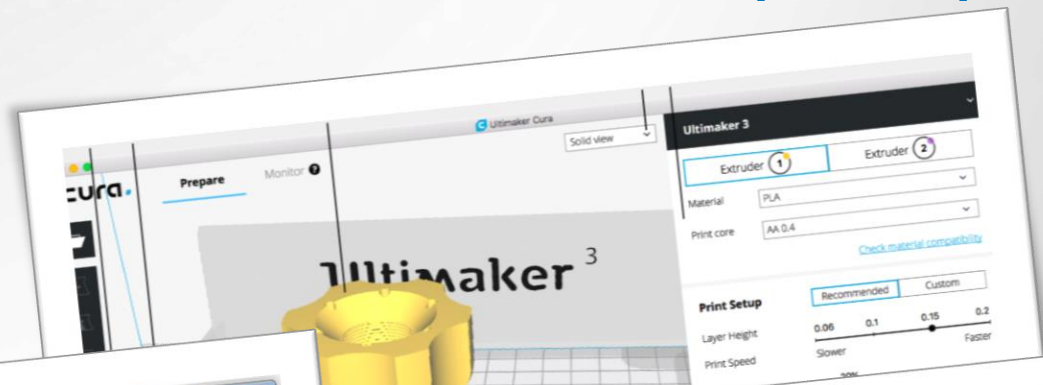 Ultimaker Cura
cura.
Prepare
Monitor ?
Solid view
Ultimaker 3
Ultimaker 3
Extruder 1
Extruder 2
Material
PLA
Print core
AA 0.4
Check material compatibility
Print Setup
Recommended
Custom
Layer Height
0.06 0.1 0.15 0.2
Print Speed
Slower
Faster